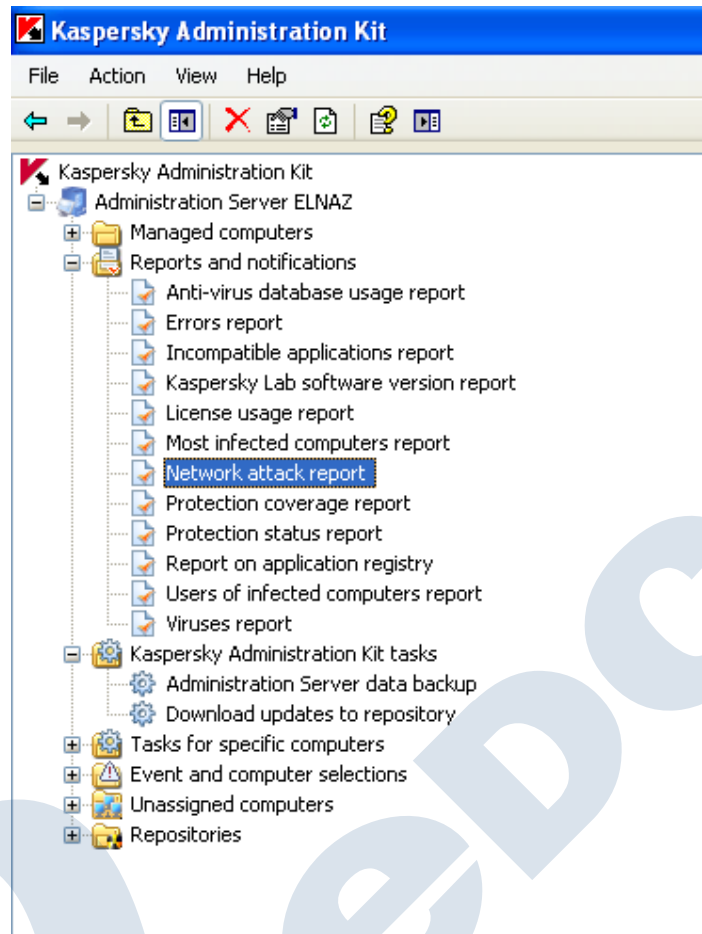 Kaspersky Administration Kit
File Action View Help
Kaspersky Administration Kit
Administration Server ELNAZ
Managed computers
Reports and notifications
Anti-virus database usage report
Errors report
Incompatible applications report
Kaspersky Lab software version report
License usage report
Most infected computers report
Network attack report
Protection coverage report
Protection status report
Report on application registry
Users of infected computers report
Viruses report
Kaspersky Administration Kit tasks
Administration Server data backup
Download updates to repository
Tasks for specific computers
Event and computer selections
Unassigned computers
Repositories